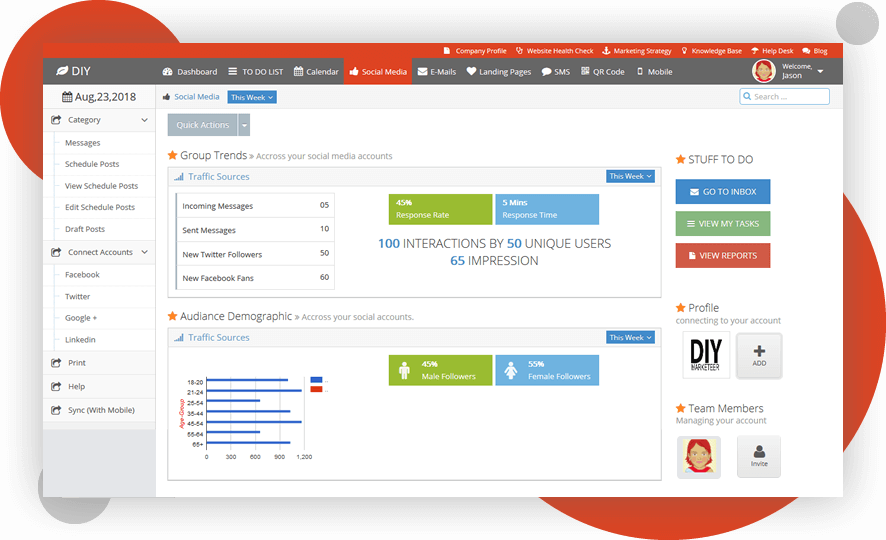 Company Profile Website Health Check Marketing Strategy Knowledge Base Help Desk Blog
DIY Dashboard TO DO LIST Calendar Social Media E-Mails Landing Pages SMS QR Code Mobile Welcome, Jason
Aug,23,2018
Social Media This Week Search ...
Category
Messages
Schedule Posts
View Schedule Posts
Edit Schedule Posts
Draft Posts
Connect Accounts
Facebook
Twitter
Google +
Linkedin
Print
Help
Sync (With Mobile)
Quick Actions
Group Trends » Accross your social media accounts
Traffic Sources This Week
Incoming Messages 05
Sent Messages 10
New Twitter Followers 50
New Facebook Fans 60
45%
Response Rate
5 Mins
Response Time
100 INTERACTIONS BY 50 UNIQUE USERS
65 IMPRESSION
Audiance Demographic » Accross your social accounts.
Traffic Sources This Week
Age-Group
18-20
21-24
25-54
35-44
45-54
55-64
65+
0 300 600 900 1,200
45%
Male Followers
55%
Female Followers
STUFF TO DO
GO TO INBOX
VIEW MY TASKS
VIEW REPORTS
Profile
connecting to your account
DIY
MARKETEER
ADD
Team Members
Managing your account
Invite